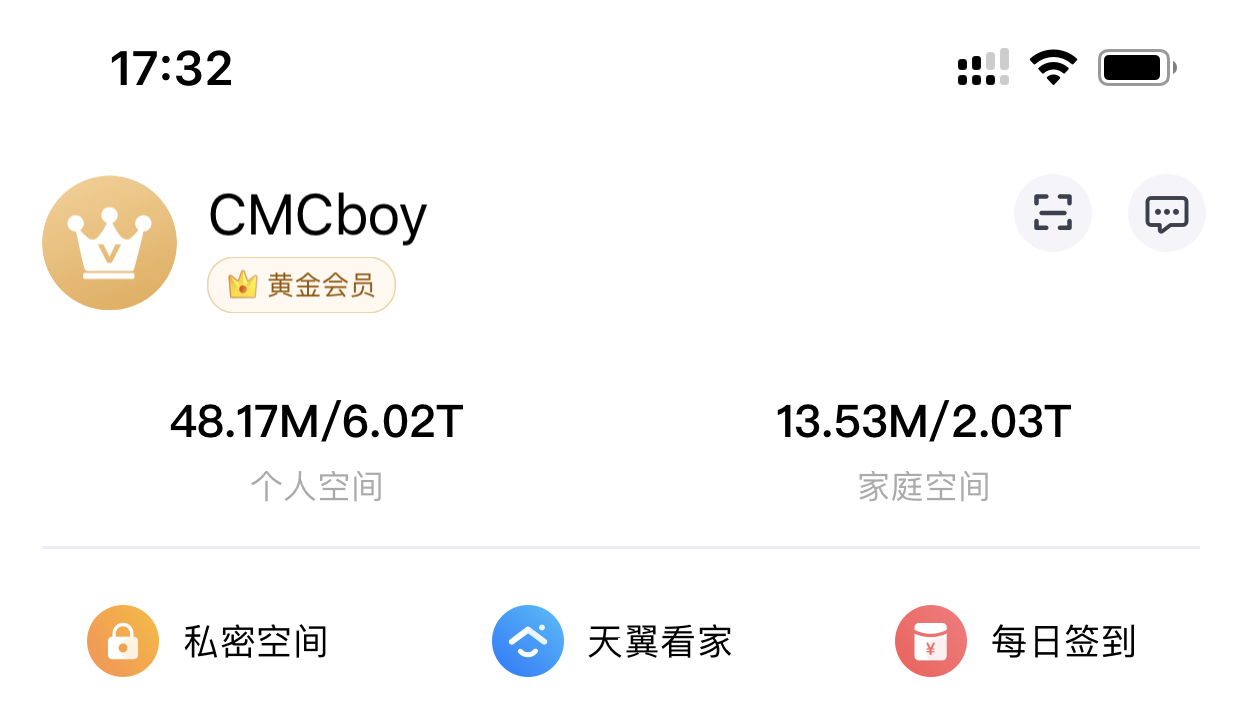 17:32
CMCboy
黄金会员
48.17M/6.02T
13.53M/2.03T
个人空间
家庭空间
私密空间
天翼看家
每日签到